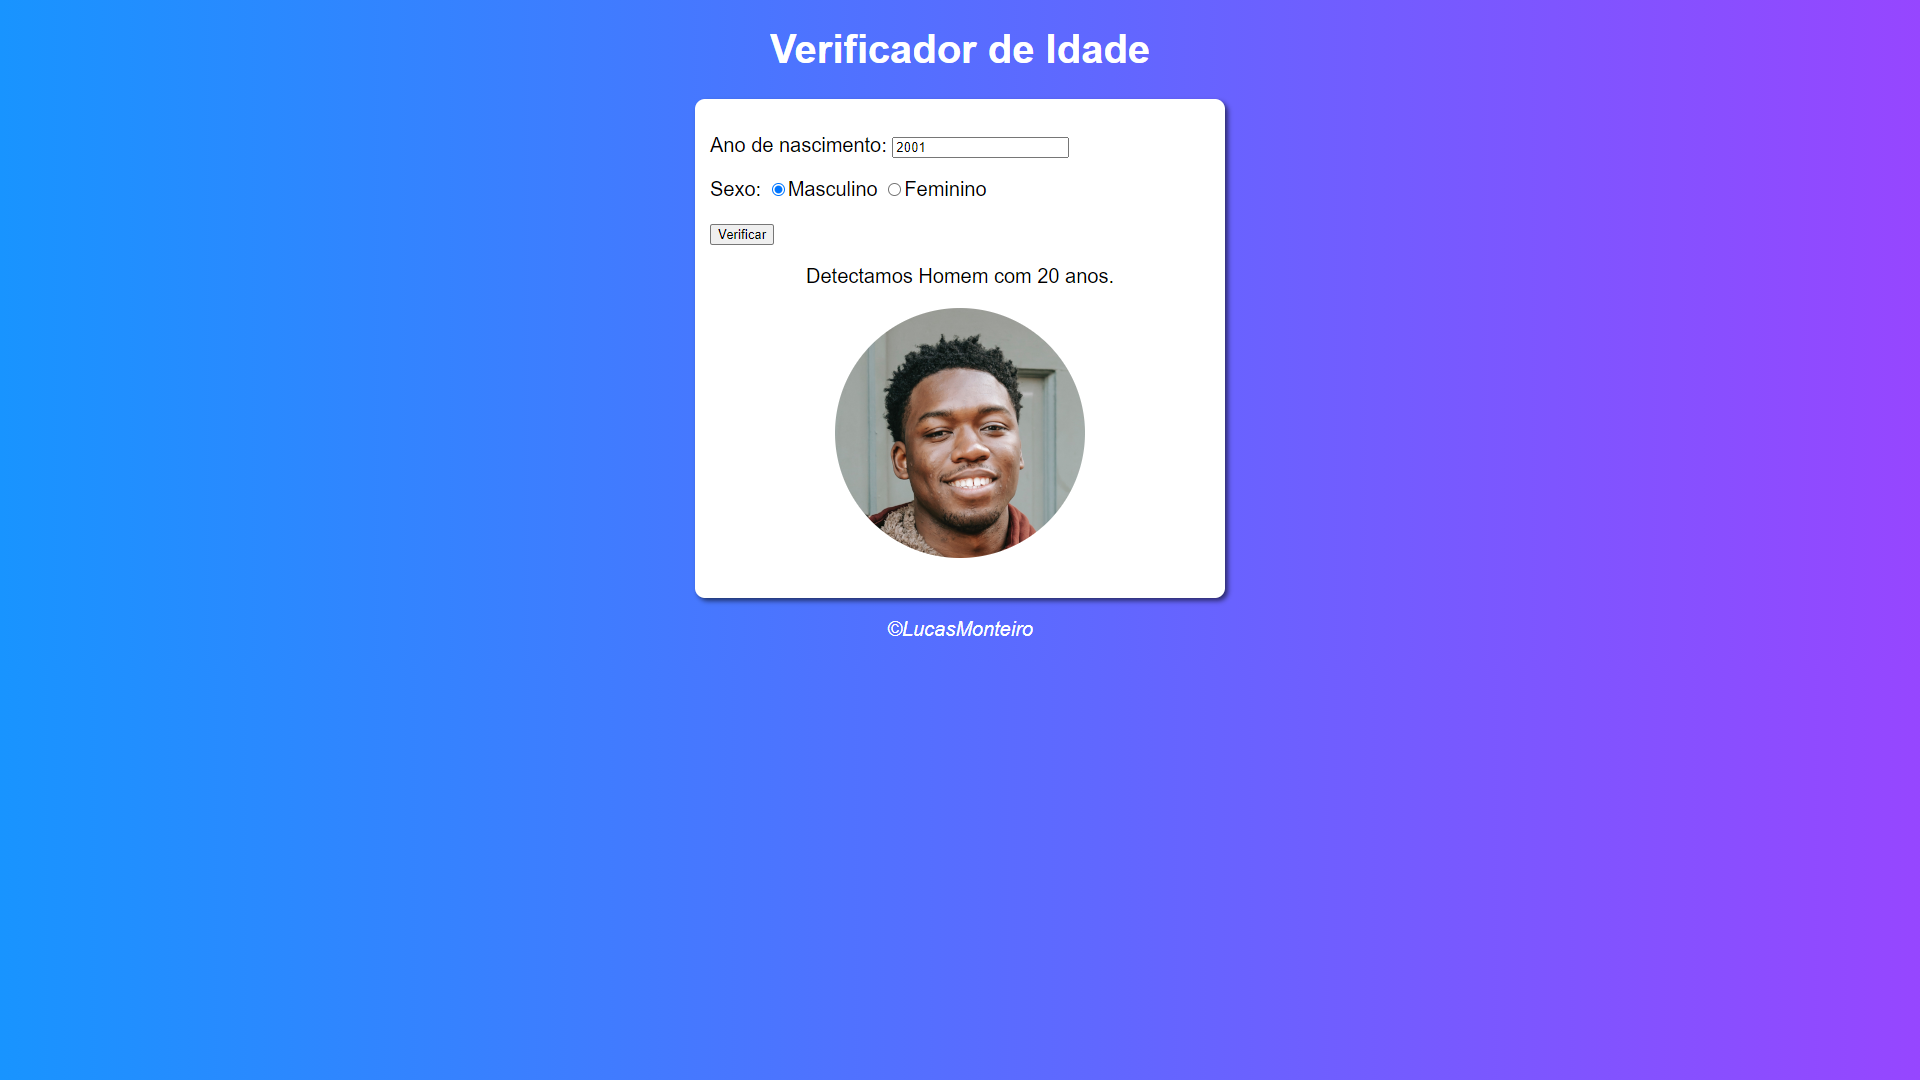 Verificador de Idade
Ano de nascimento: 2001
Sexo: Masculino Feminino
Verificar
Detectamos Homem com 20 anos.
©LucasMonteiro